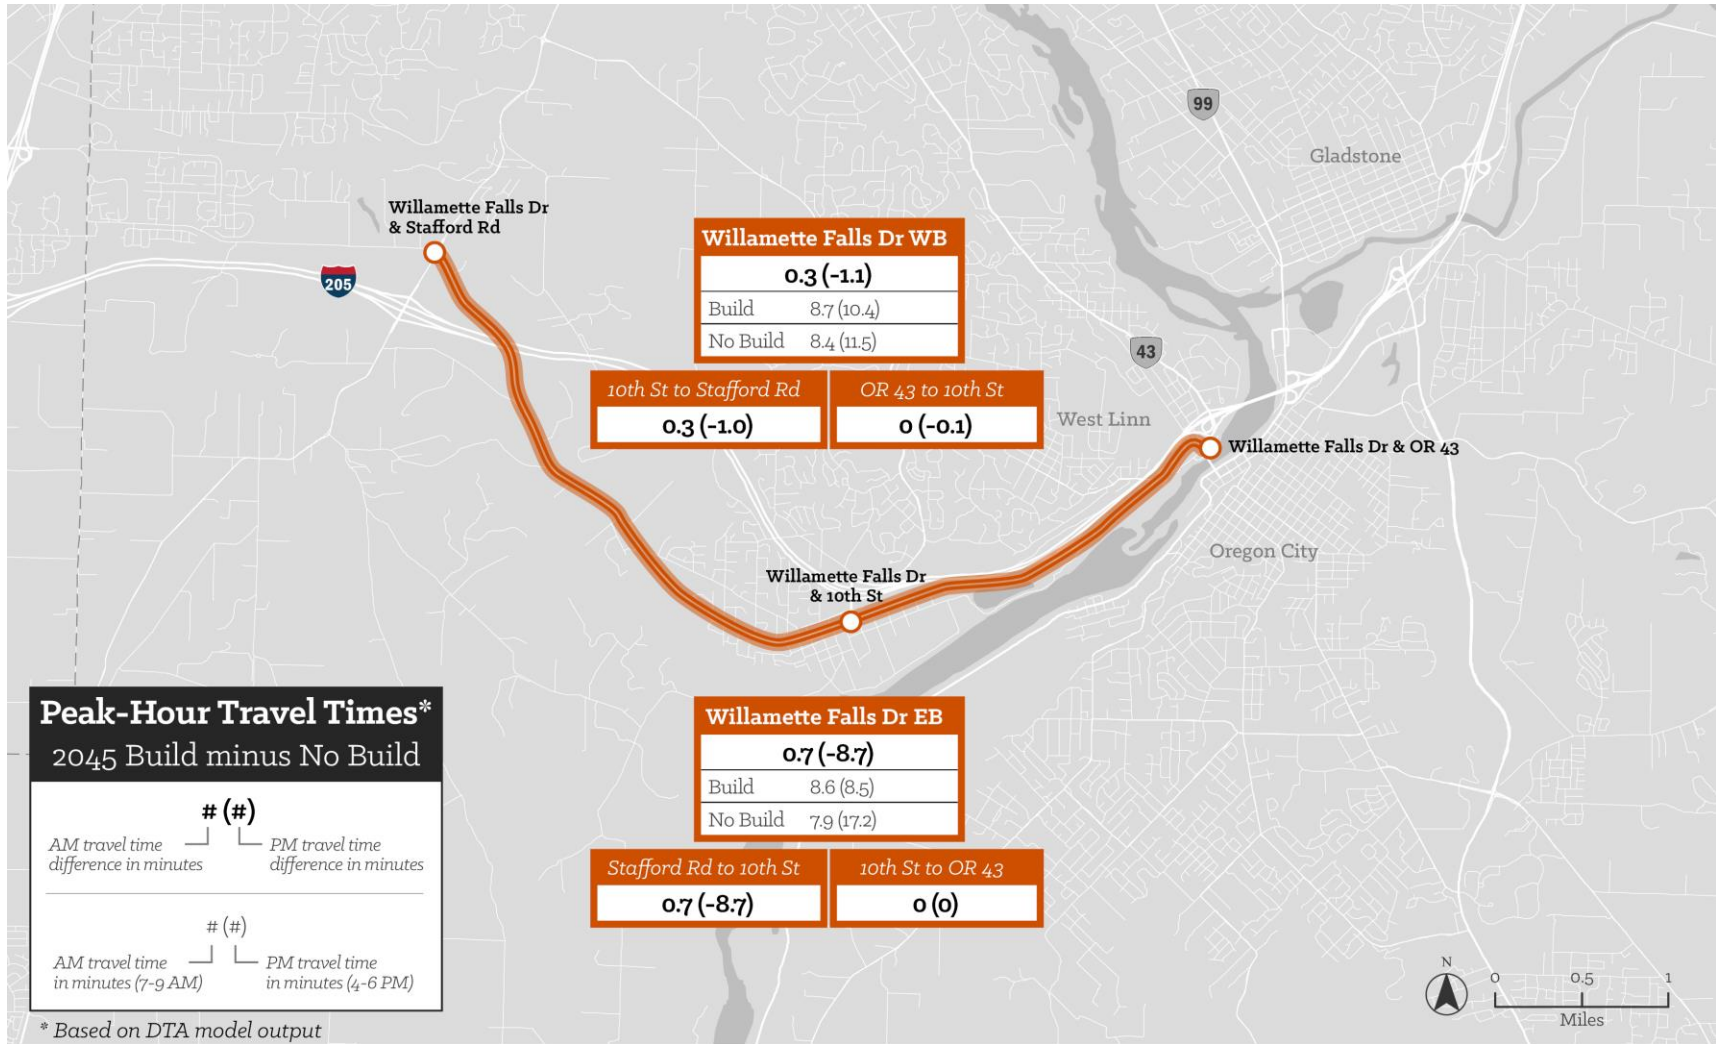 99
Gladstone
Willamette Falls Dr
& Stafford Rd
205
Willamette Falls Dr WB
0.3 (-1.1)
Build 8.7 (10.4)
No Build 8.4 (11.5)
10th St to Stafford Rd
0.3 (-1.0)
OR 43 to 10th St
0 (-0.1)
43
West Linn
Willamette Falls Dr & OR 43
Oregon City
Willamette Falls Dr
& 10th St
Willamette Falls Dr EB
0.7 (-8.7)
Build 8.6 (8.5)
No Build 7.9 (17.2)
Stafford Rd to 10th St
0.7 (-8.7)
10th St to OR 43
0 (0)
Peak-Hour Travel Times*
2045 Build minus No Build
# (#)
AM travel time
difference in minutes
PM travel time
difference in minutes
# (#)
AM travel time
in minutes (7-9 AM)
PM travel time
in minutes (4-6 PM)
* Based on DTA model output
N
0 0.5 1
Miles